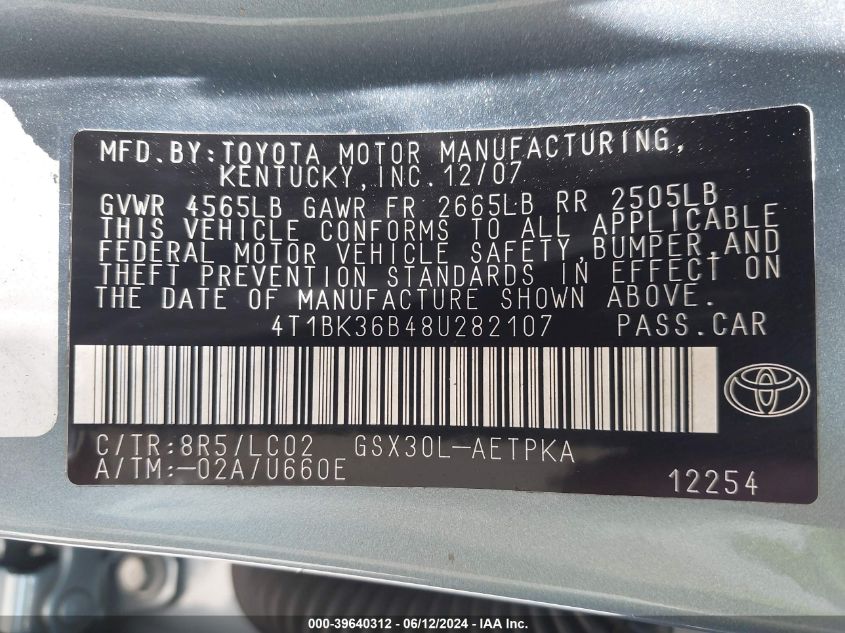 MFD.BY:TOYOTA MOTOR MANUFACTURING,
KENTUCKY,INC.12/07
GVWR 4565LB GAWR FR 2665LB RR 2505LB
THIS VEHICLE CONFORMS TO ALL APPLICABLE
FEDERAL MOTOR VEHICLE SAFETY,BUMPER,AND
THEFT PREVENTION STANDARDS IN EFFECT ON
THE DATE OF MANUFACTURE SHOWN ABOVE.
4T1BK36B48U282107 PASS.CAR
C/TR:8R5/LC02 GSX30L-AETPKA
A/TM:-02A/U660E
12254
000-39640312 - 06/12/2024 - IAA Inc.